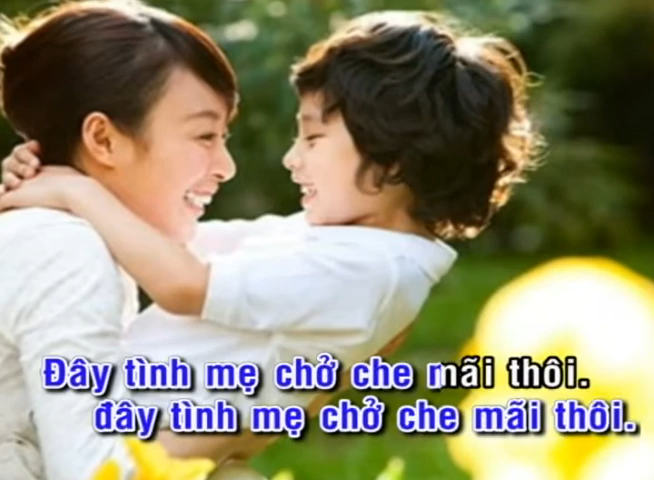 Đây tình mẹ chở che mãi thôi.
đây tình mẹ chở che mãi thôi.